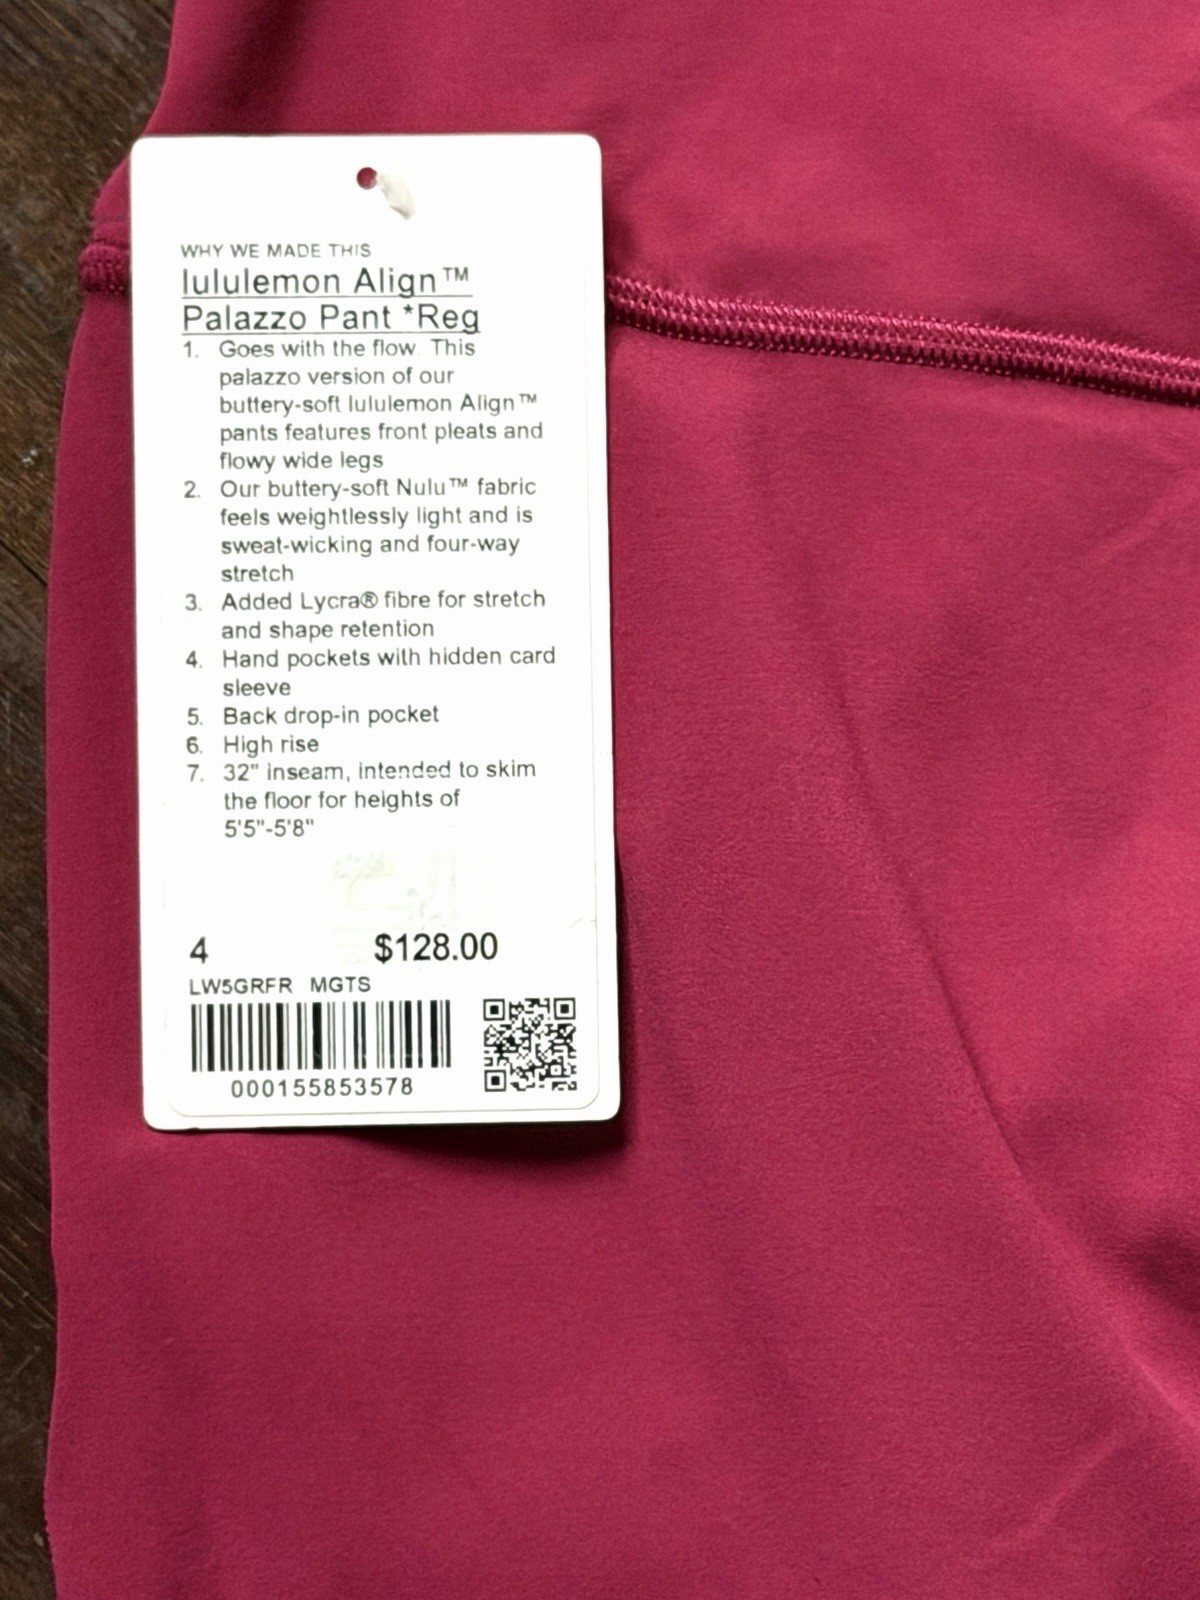 WHY WE MADE THIS
lululemon Align™
Palazzo Pant *Reg
1. Goes with the flow. This
palazzo version of our
buttery-soft lululemon Align™
pants features front pleats and
flowy wide legs
2. Our buttery-soft Nulu™ fabric
feels weightlessly light and is
sweat-wicking and four-way
stretch
3. Added Lycra® fibre for stretch
and shape retention
4. Hand pockets with hidden card
sleeve
5. Back drop-in pocket
6. High rise
7. 32" inseam, intended to skim
the floor for heights of
5'5"-5'8"
4 $128.00
LW5GRFR MGTS
000155853578